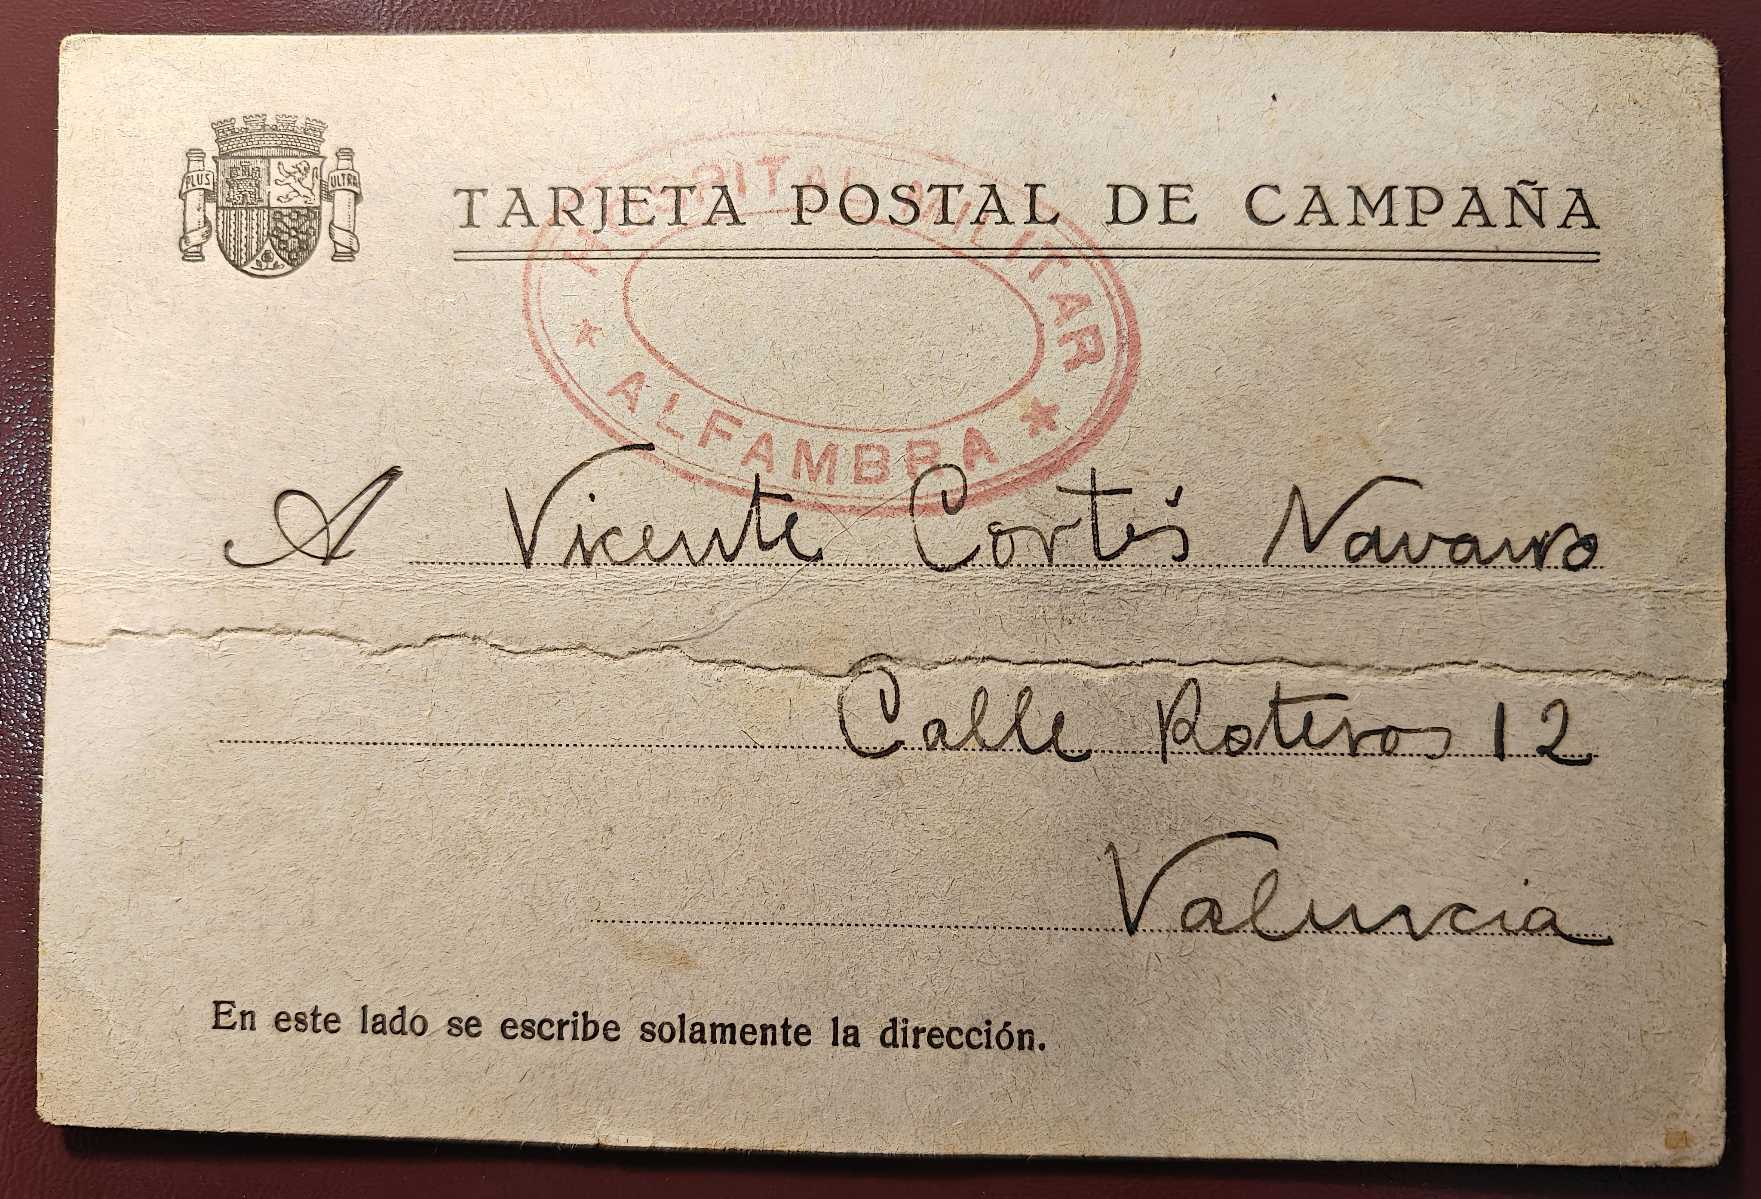 PLUS ULTRA
TARJETA POSTAL DE CAMPAÑA
HOSPITAL MILITAR
★ ALFAMBRA ★
A Vicente Cortés Navarro
Calle Roteros 12
Valencia
En este lado se escribe solamente la dirección.